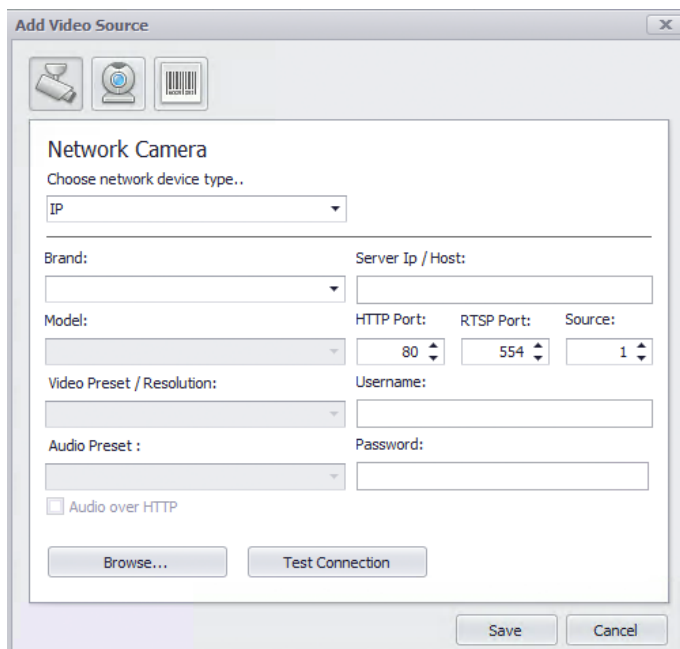 Add Video Source
Network Camera
Choose network device type..
IP
Brand:
Server Ip / Host:
Model:
HTTP Port:
RTSP Port:
Source:
80
554
1
Video Preset / Resolution:
Username:
Audio Preset :
Password:
Audio over HTTP
Browse...
Test Connection
Save
Cancel